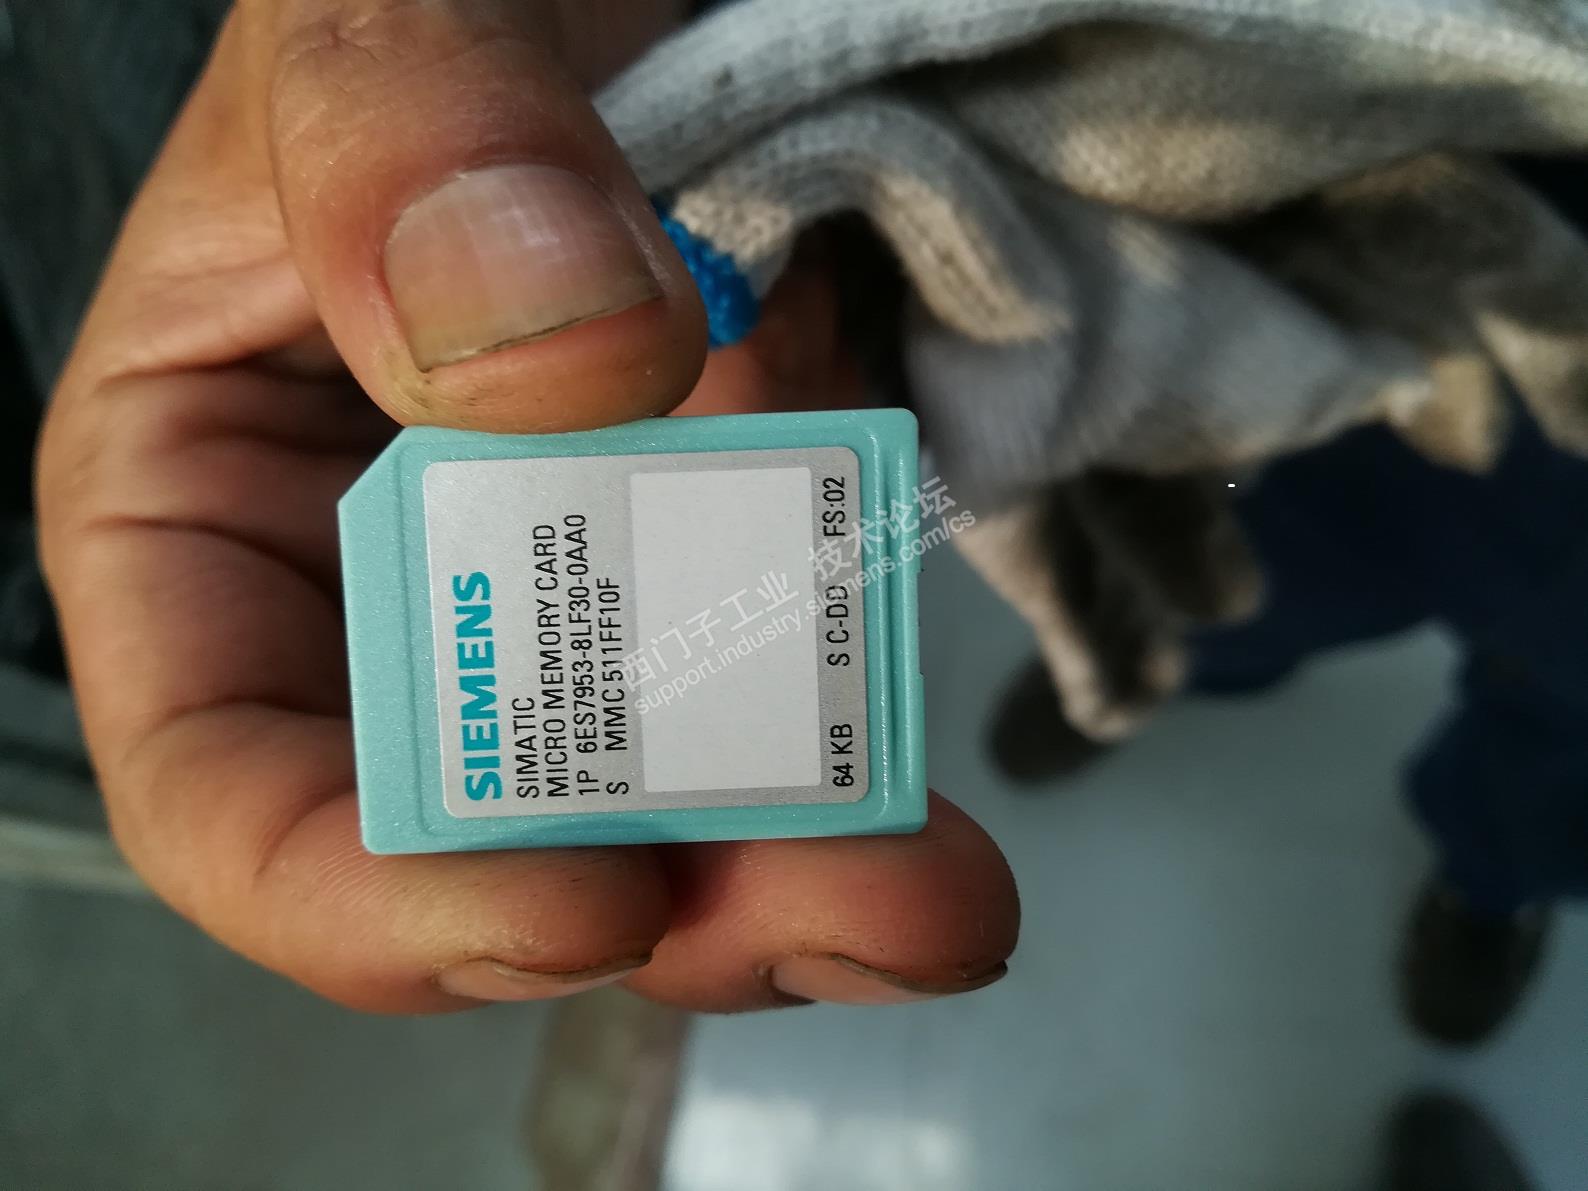 SIEMENS
SIMATIC
MICRO MEMORY CARD
1P 6ES7953-8LF30-0AA0
S MMC 511FF10F
64 KB S C-DD FS:02
西门子工业 技术论坛
support.industry.siemens.com/cs